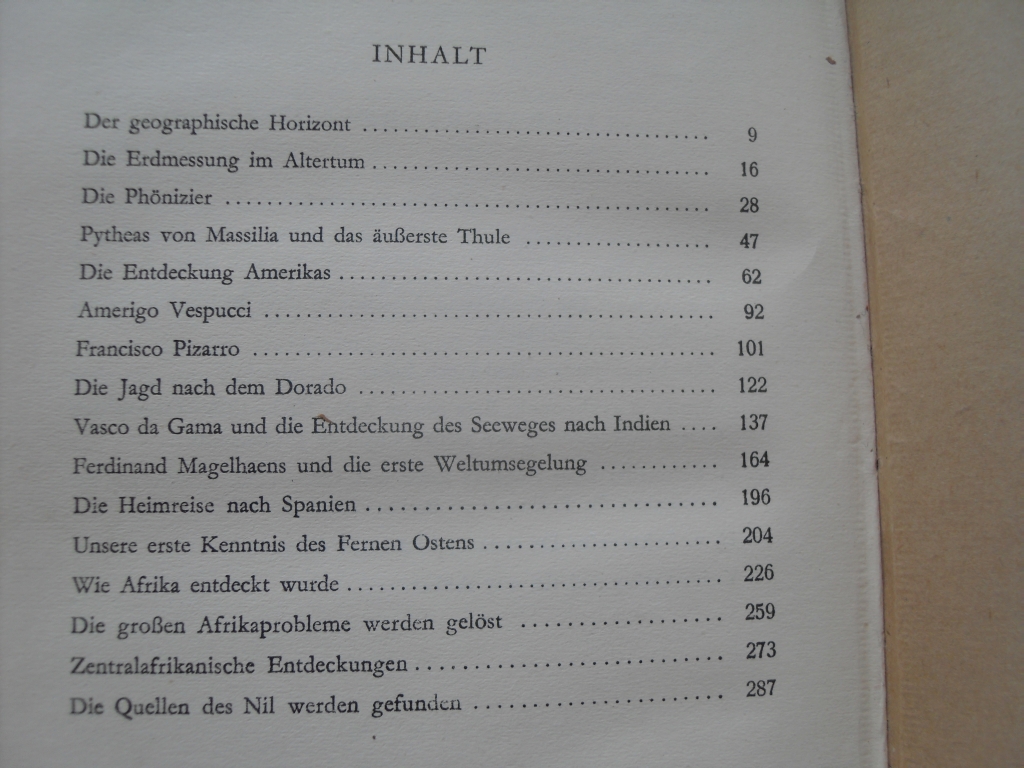 INHALT
Der geographische Horizont ........ 9
Die Erdmessung im Altertum ........ 16
Die Phönizier ........ 28
Pytheas von Massilia und das äußerste Thule ........ 47
Die Entdeckung Amerikas ........ 62
Amerigo Vespucci ........ 92
Francisco Pizarro ........ 101
Die Jagd nach dem Dorado ........ 122
Vasco da Gama und die Entdeckung des Seeweges nach Indien .... 137
Ferdinand Magelhaens und die erste Weltumsegelung ........ 164
Die Heimreise nach Spanien ........ 196
Unsere erste Kenntnis des Fernen Ostens ........ 204
Wie Afrika entdeckt wurde ........ 226
Die großen Afrikaprobleme werden gelöst ........ 259
Zentralafrikanische Entdeckungen ........ 273
Die Quellen des Nil werden gefunden ........ 287